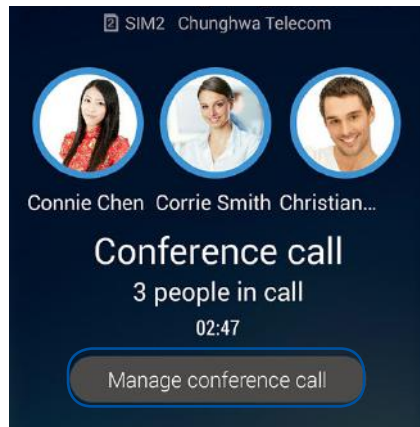 2 SIM2 Chunghwa Telecom
Connie Chen Corrie Smith Christian...
Conference call
3 people in call
02:47
Manage conference call